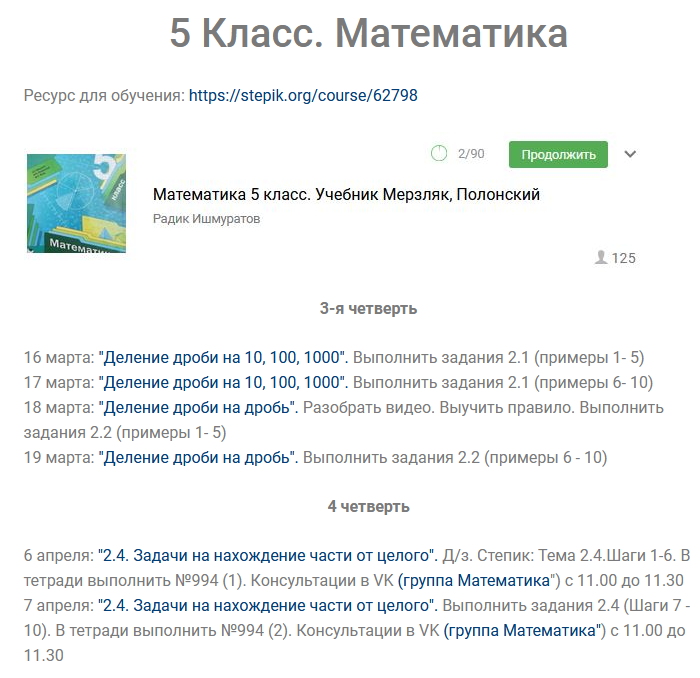 5 Класс. Математика
Ресурс для обучения: https://stepik.org/course/62798
2/90
Продолжить
5
класс
Математика 5 класс. Учебник Мерзляк, Полонский
Радик Ишмуратов
Математи
125
3-я четверть
16 марта: "Деление дроби на 10, 100, 1000". Выполнить задания 2.1 (примеры 1- 5)
17 марта: "Деление дроби на 10, 100, 1000". Выполнить задания 2.1 (примеры 6- 10)
18 марта: "Деление дроби на дробь". Разобрать видео. Выучить правило. Выполнить
задания 2.2 (примеры 1- 5)
19 марта: "Деление дроби на дробь". Выполнить задания 2.2 (примеры 6 - 10)
4 четверть
6 апреля: "2.4. Задачи на нахождение части от целого". Д/з. Степик: Тема 2.4.Шаги 1-6. В
тетради выполнить №994 (1). Консультации в VK (группа Математика") с 11.00 до 11.30
7 апреля: "2.4. Задачи на нахождение части от целого". Выполнить задания 2.4 (Шаги 7 -
10). В тетради выполнить №994 (2). Консультации в VK (группа Математика") с 11.00 до
11.30